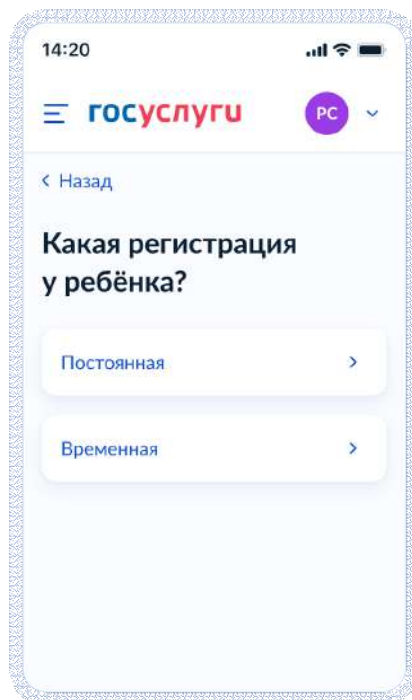 14:20
госуслуги
РС
Назад
Какая регистрация
у ребёнка?
Постоянная
Временная